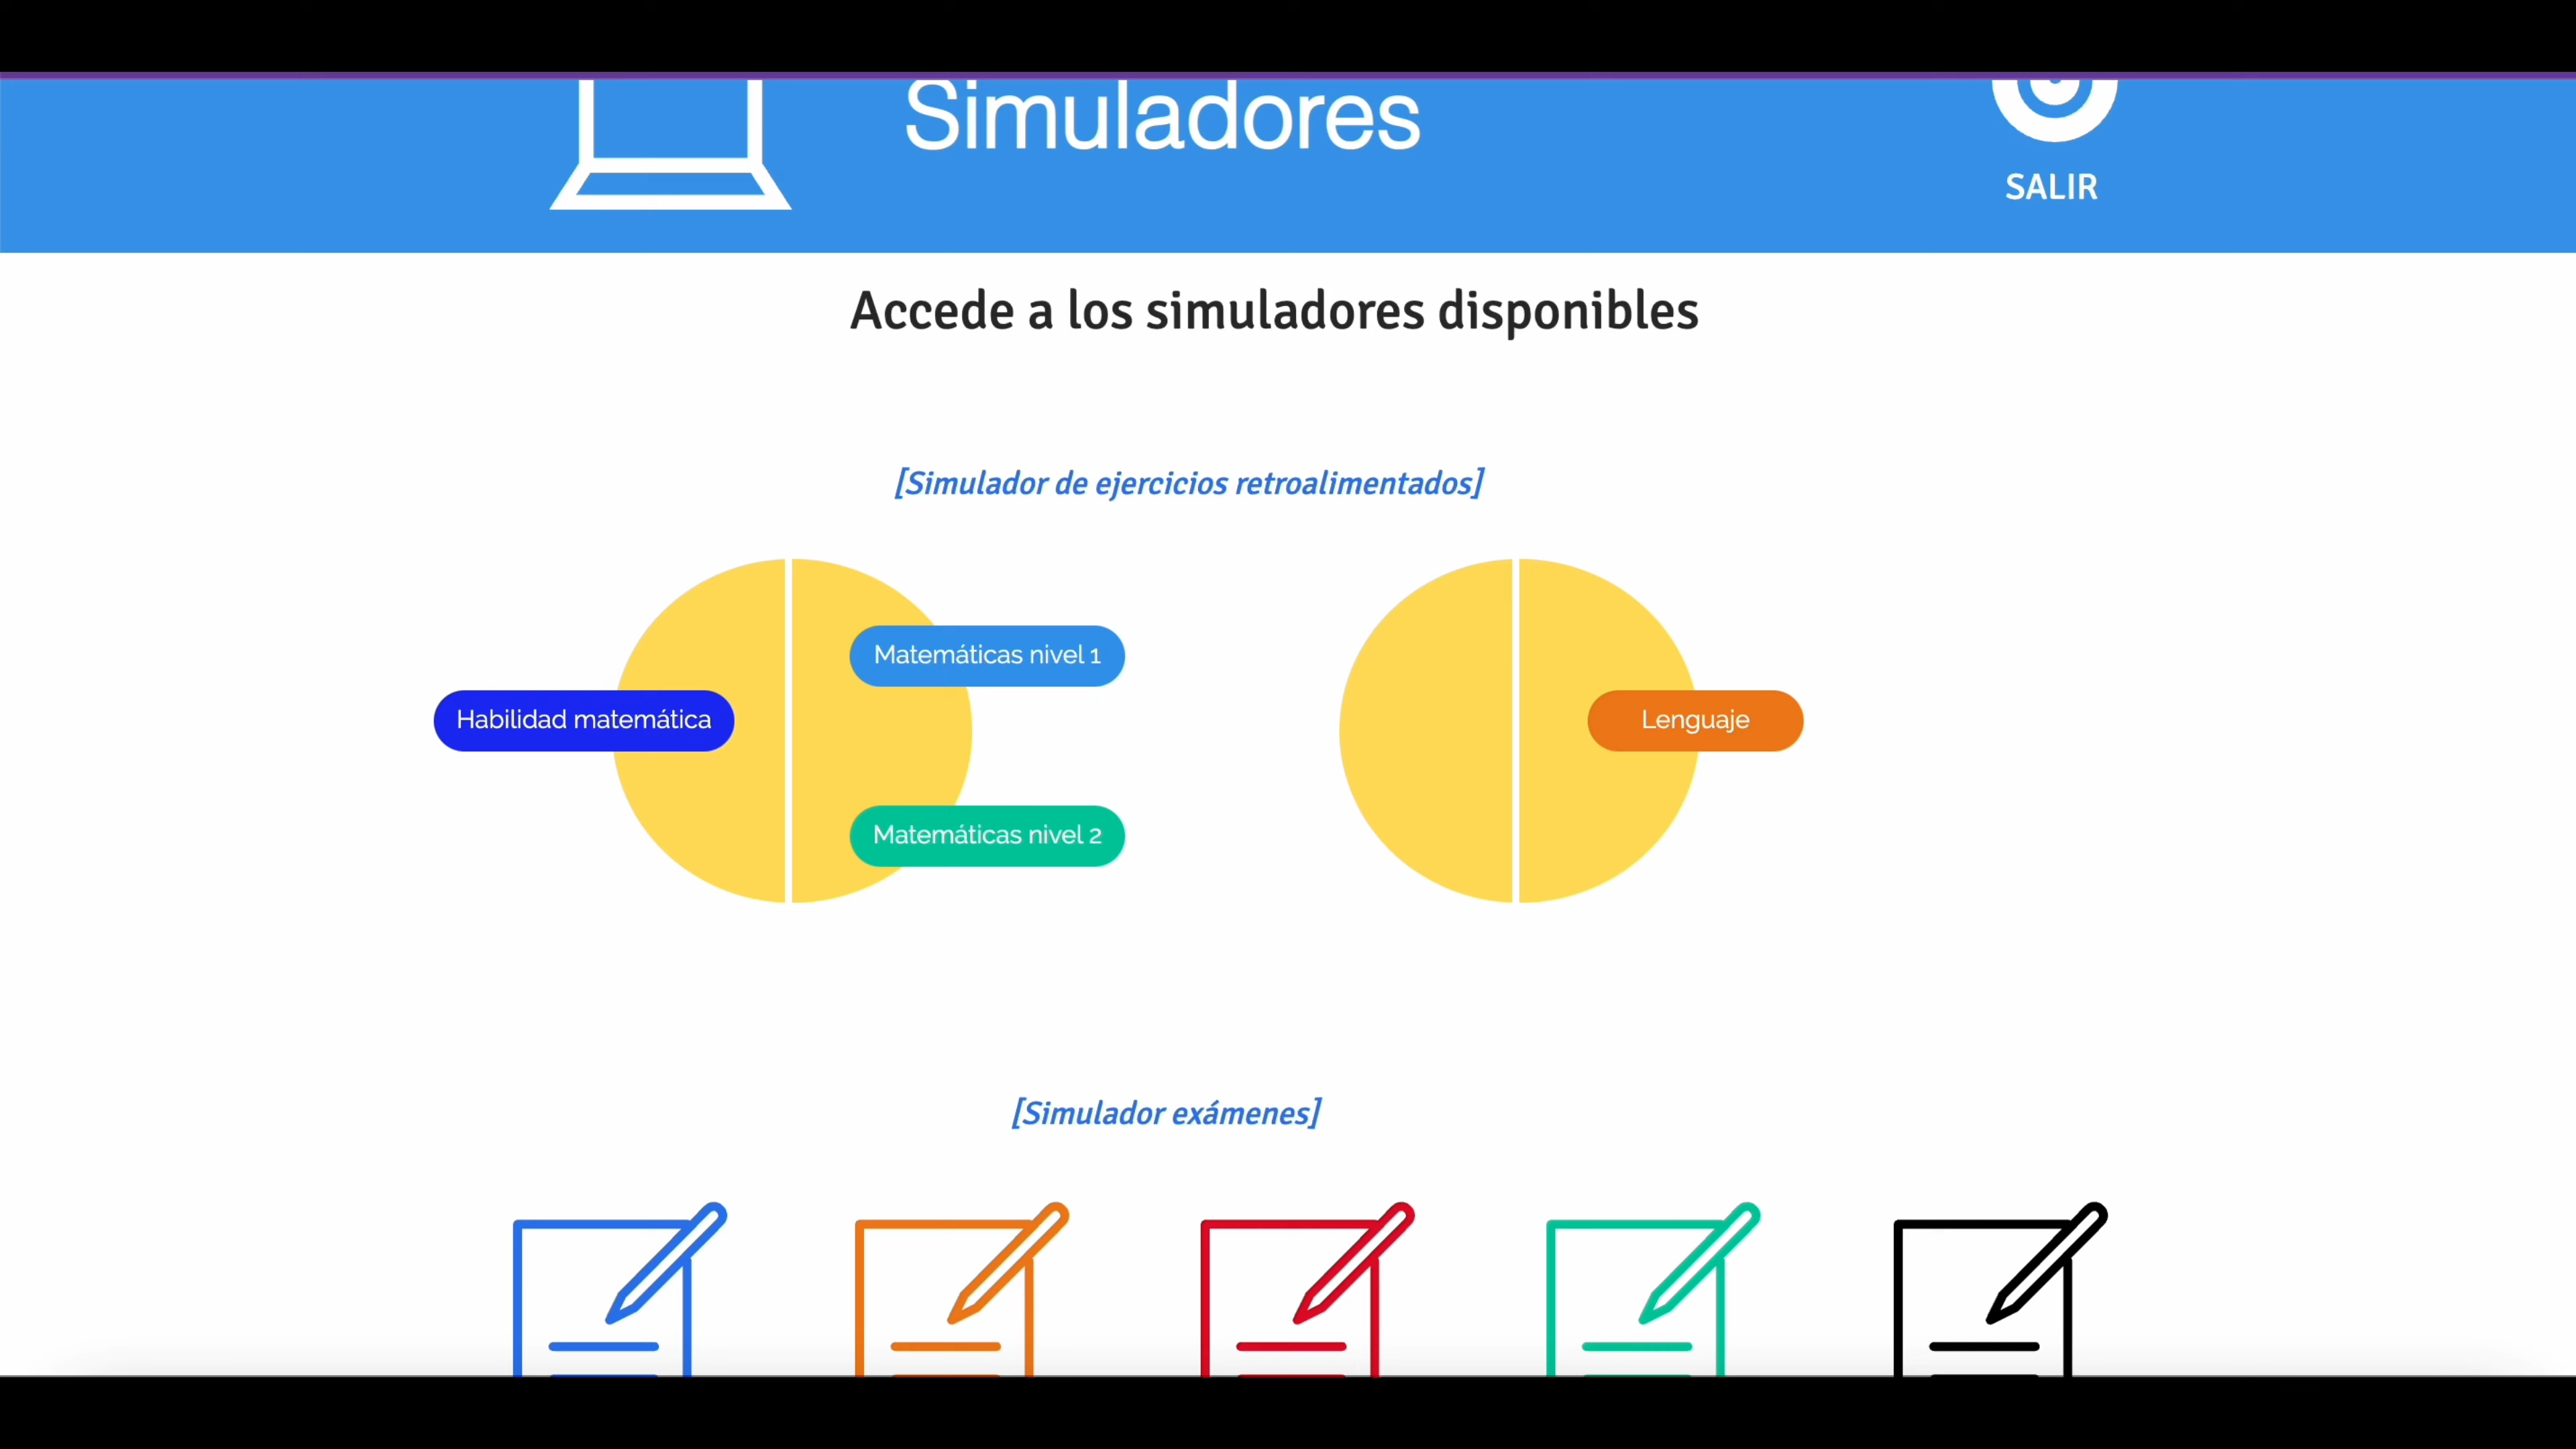 Simuladores
SALIR
Accede a los simuladores disponibles
[Simulador de ejercicios retroalimentados]
Matemáticas nivel 1
Habilidad matemática
Lenguaje
Matemáticas nivel 2
[Simulador exámenes]